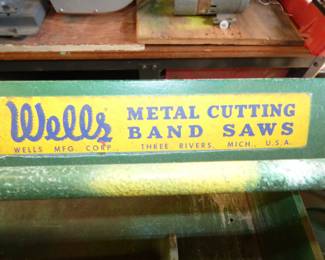 Wells METAL CUTTING
BAND SAWS
WELLS MFG. CORP., THREE RIVERS, MICH., U.S.A.